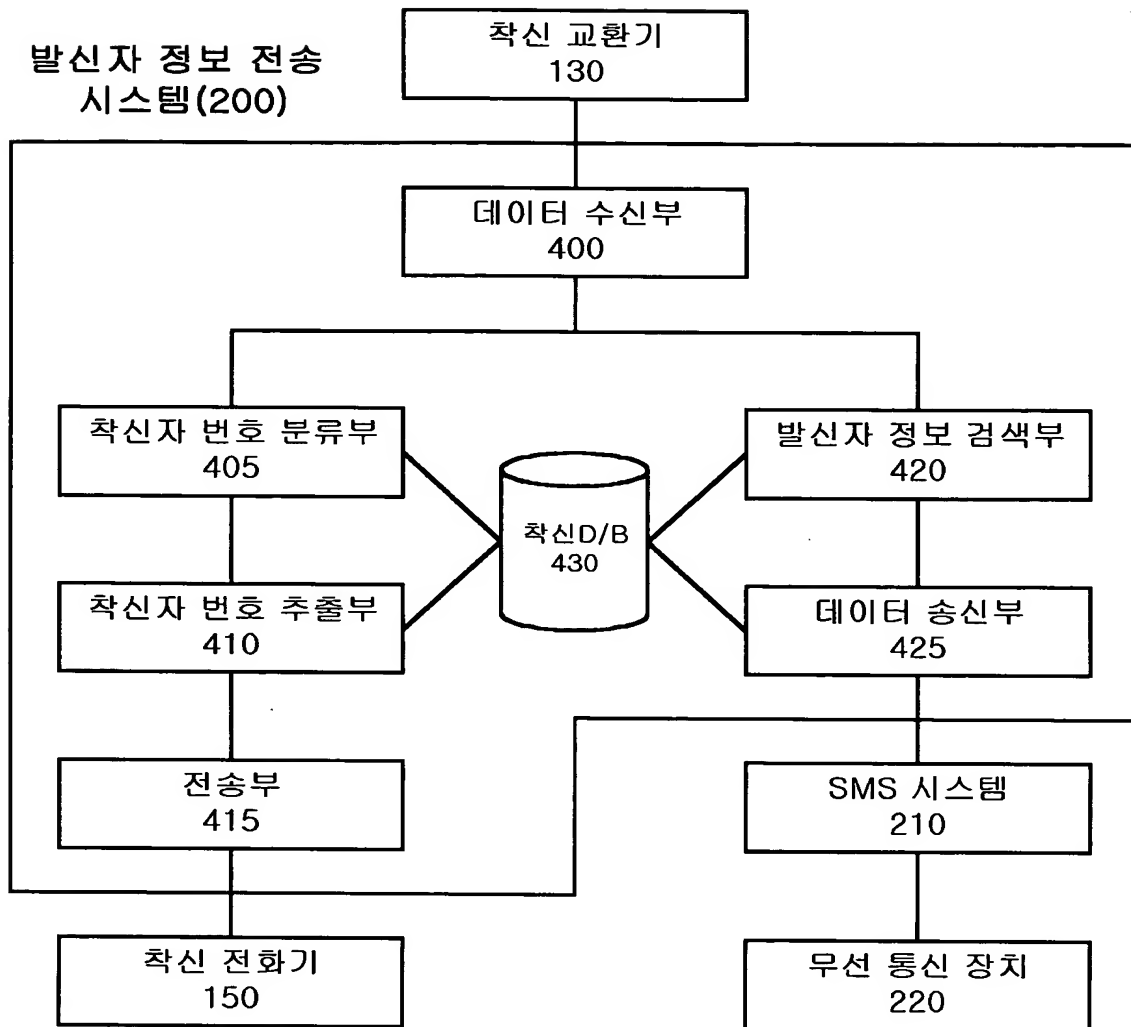 착신 교환기
130
발신자 정보 전송
시스템(200)
데이터 수신부
400
착신자 번호 분류부
405
발신자 정보 검색부
420
착신D/B
430
착신자 번호 추출부
410
데이터 송신부
425
전송부
415
SMS 시스템
210
착신 전화기
150
무선 통신 장치
220